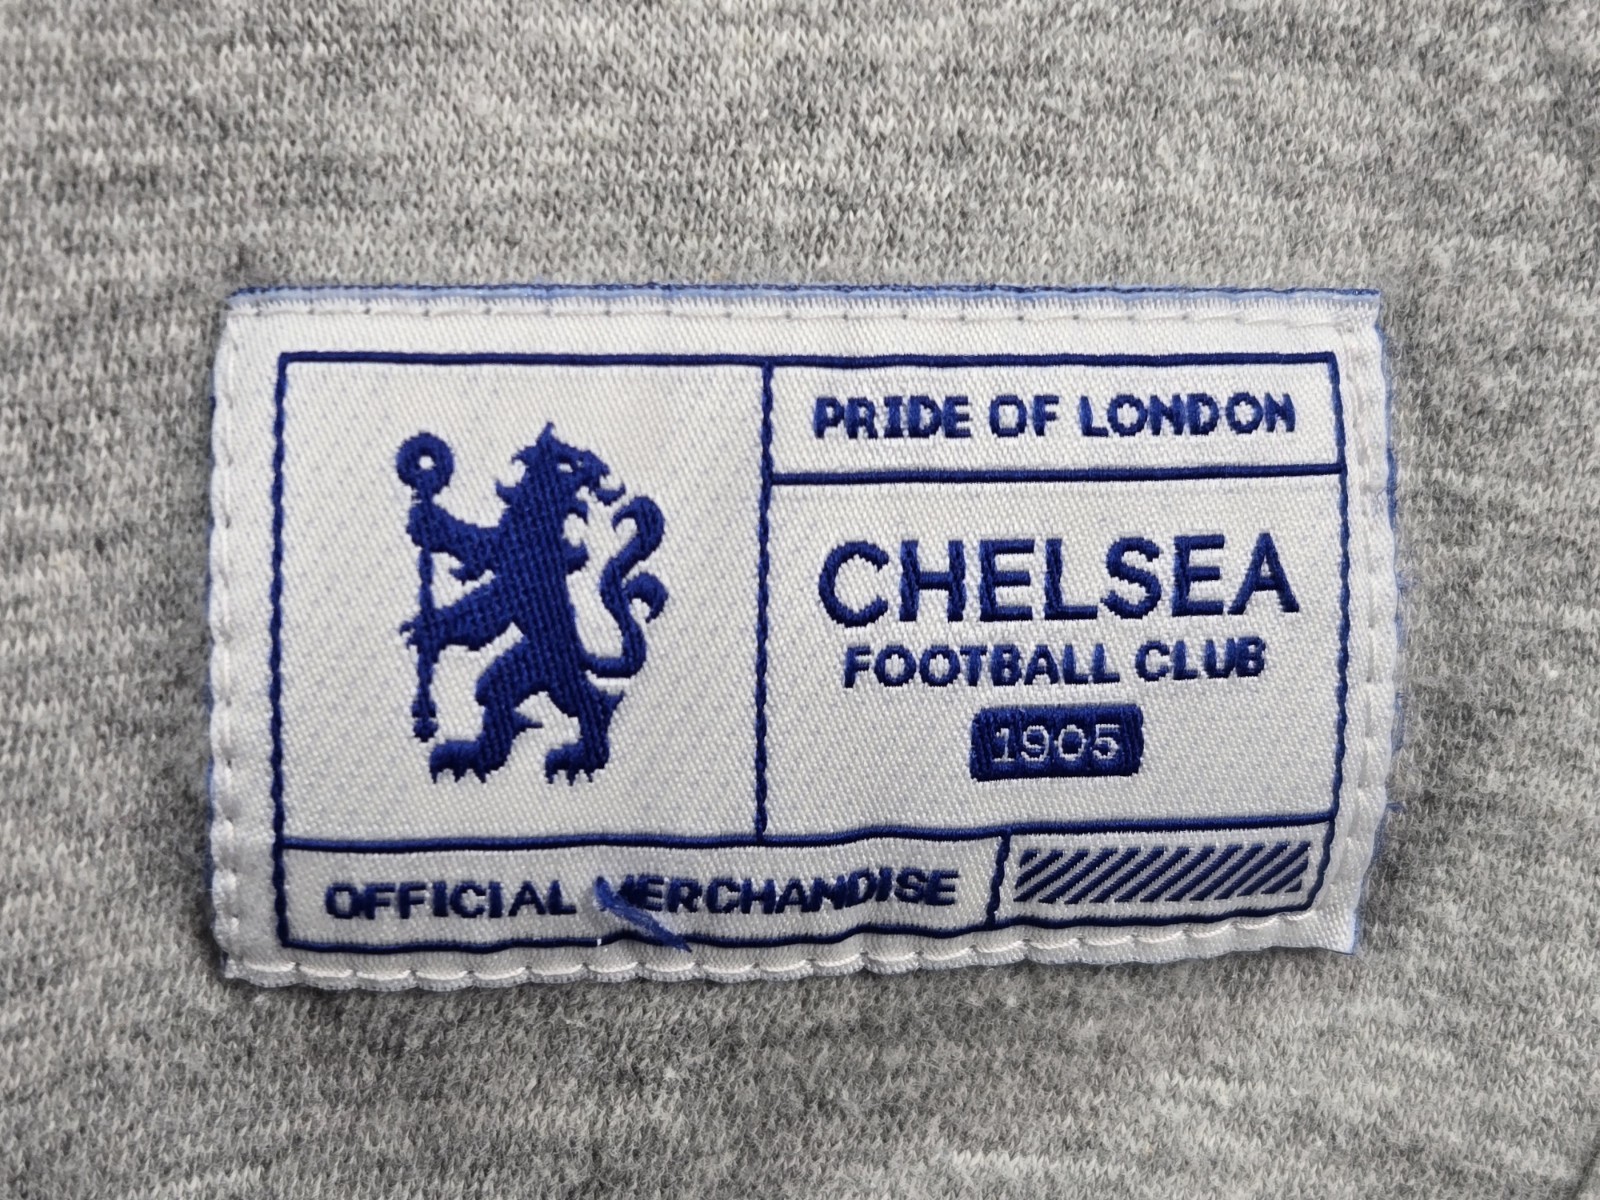 PRIDE OF LONDON
CHELSEA
FOOTBALL CLUB
1905
OFFICIAL MERCHANDISE